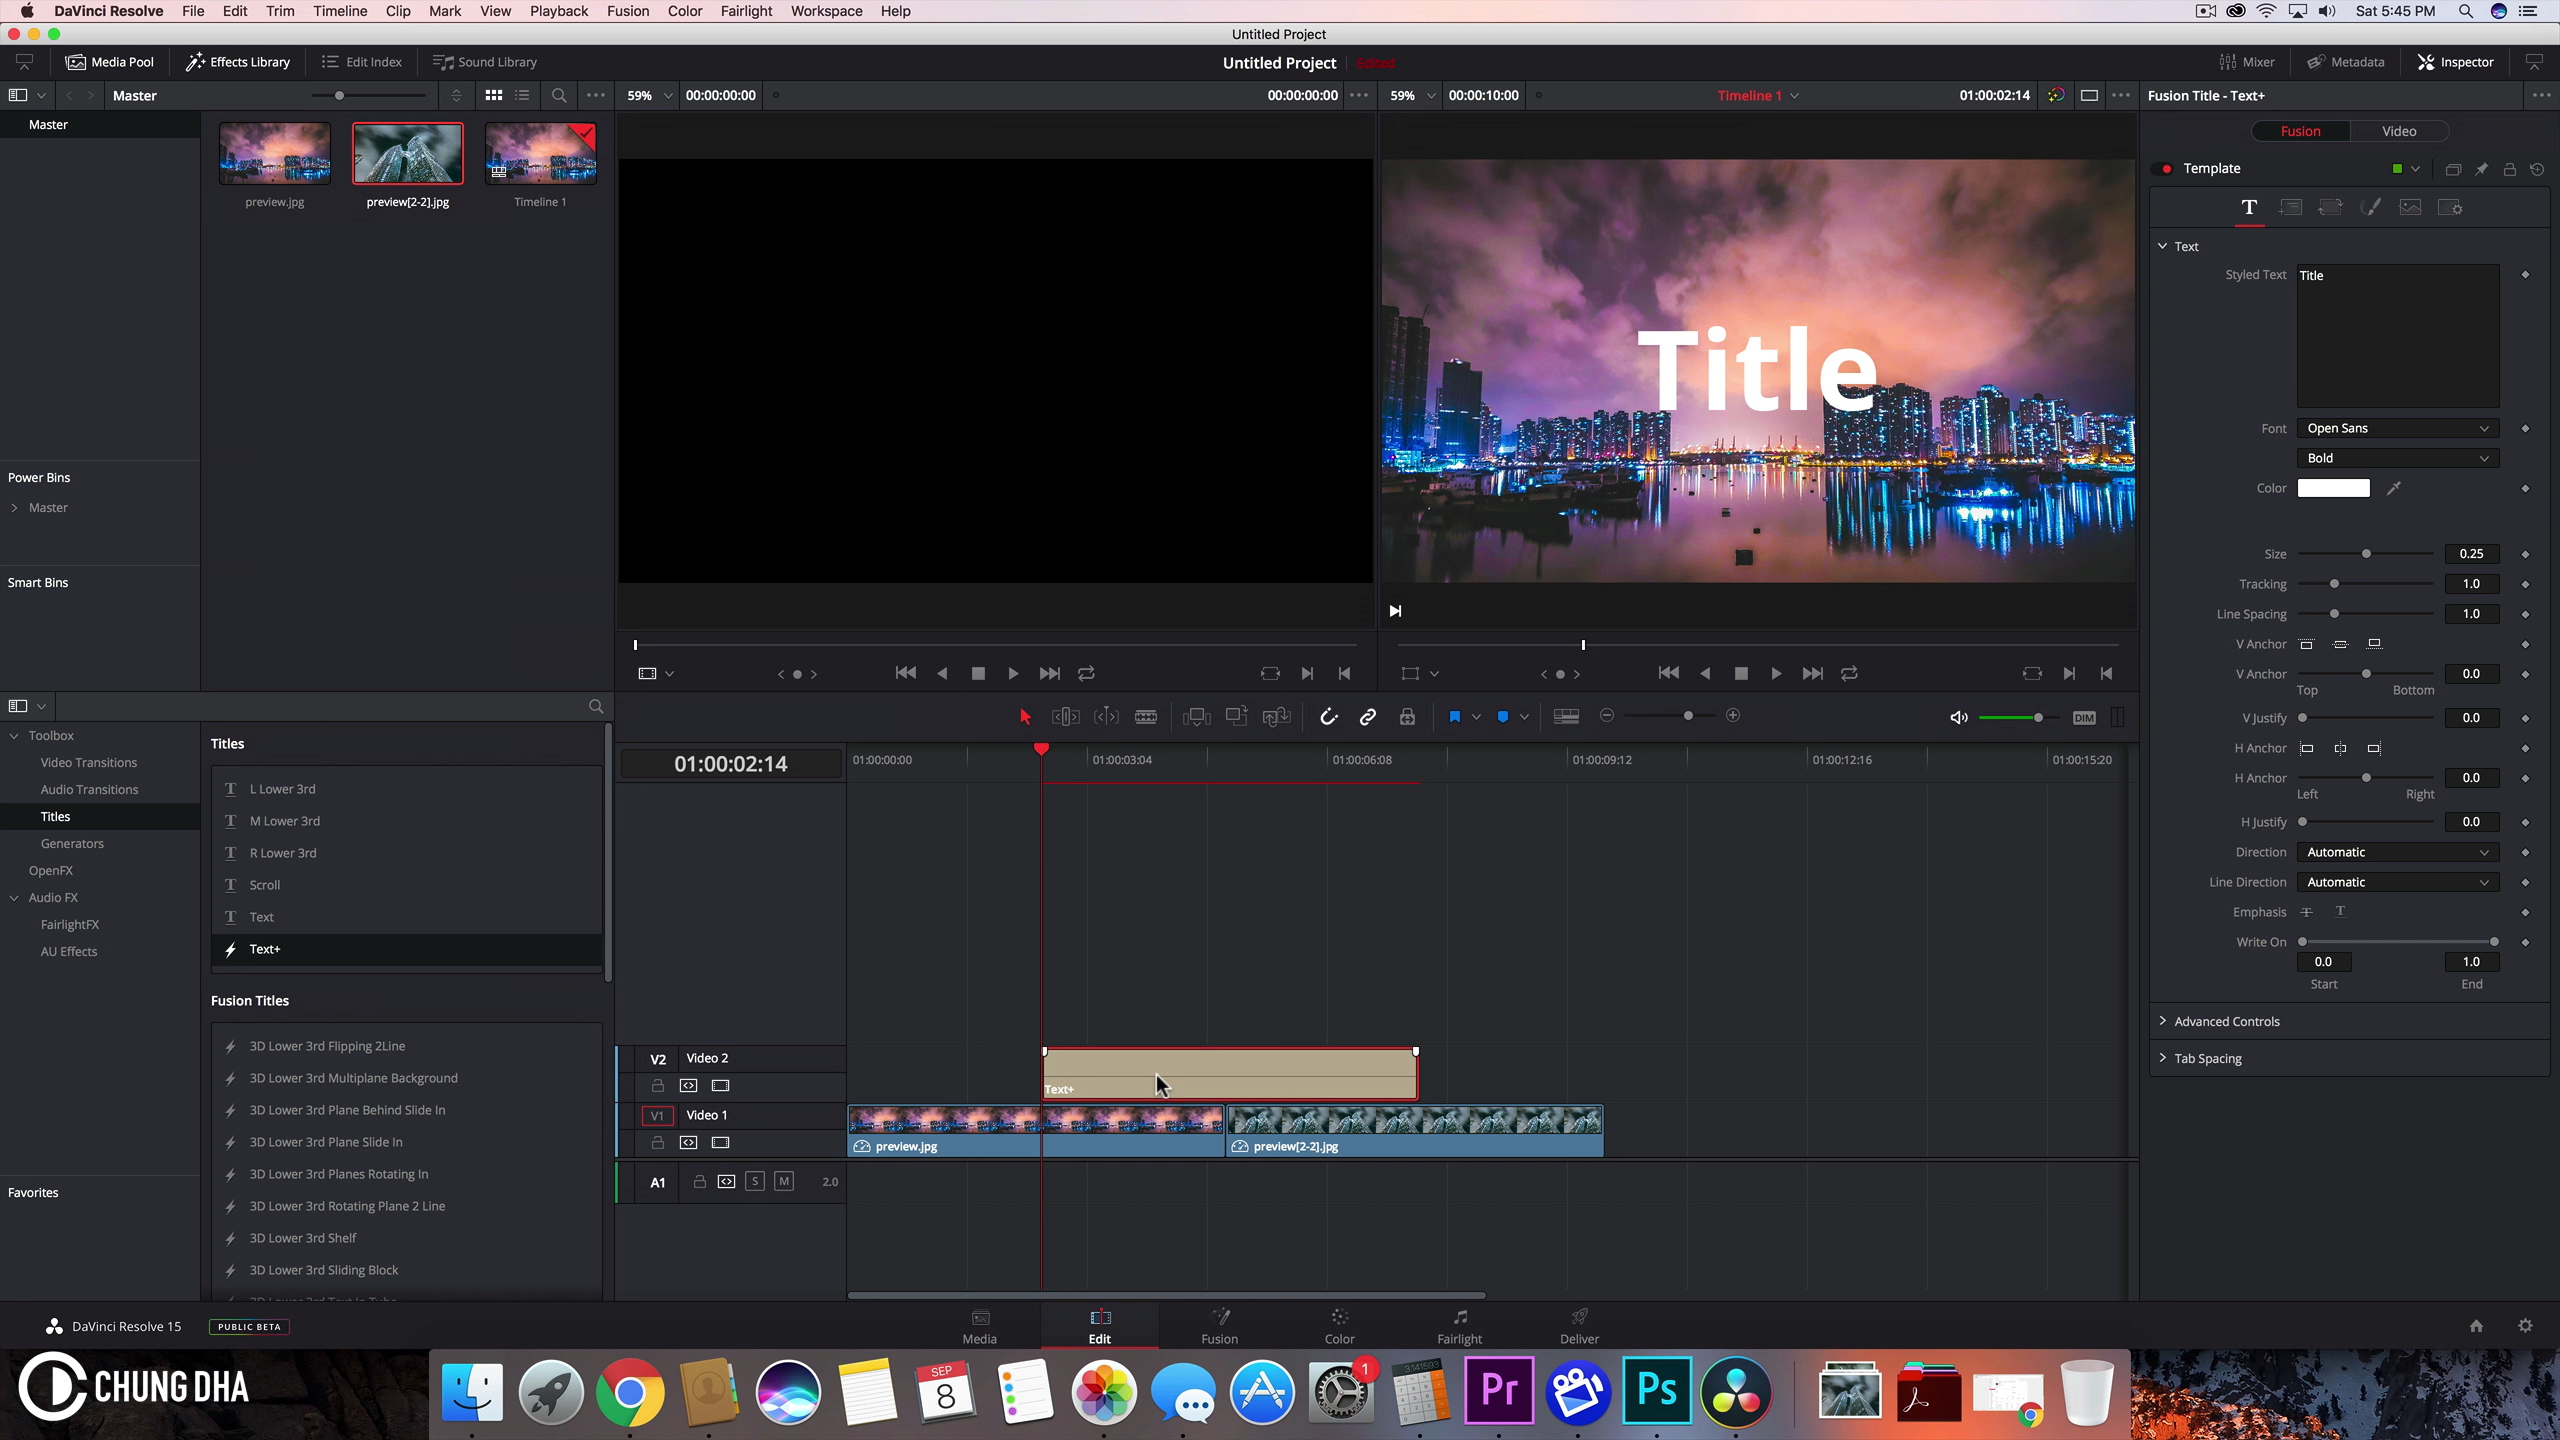 DaVinci Resolve File Edit Trim Timeline Clip Mark View Playback Fusion Color Fairlight Workspace Help Sat 5:45 PM
Untitled Project
Media Pool Effects Library Edit Index Sound Library Untitled Project Edited Mixer Metadata Inspector
Master 59% 00:00:00:00 00:00:00:00 59% 00:00:10:00 Timeline 1 01:00:02:14 Fusion Title - Text+
Master
Fusion Video
Template
preview.jpg preview[2-2].jpg Timeline 1
Text
Styled Text Title
Title
Font Open Sans
Bold
Color
Power Bins
Master
Smart Bins
Size 0.25
Tracking 1.0
Line Spacing 1.0
V Anchor
V Anchor 0.0
Top Bottom
V Justify 0.0
H Anchor
H Anchor 0.0
Left Right
H Justify 0.0
Direction Automatic
Line Direction Automatic
Emphasis
Write On
0.0 1.0
Start End
Advanced Controls
Tab Spacing
DIM
Toolbox
Video Transitions
Audio Transitions
Titles
Generators
OpenFX
Audio FX
FairlightFX
AU Effects
Favorites
Titles
L Lower 3rd
M Lower 3rd
R Lower 3rd
Scroll
Text
Text+
Fusion Titles
3D Lower 3rd Flipping 2Line
3D Lower 3rd Multiplane Background
3D Lower 3rd Plane Behind Slide In
3D Lower 3rd Plane Slide In
3D Lower 3rd Planes Rotating In
3D Lower 3rd Rotating Plane 2 Line
3D Lower 3rd Shelf
3D Lower 3rd Sliding Block
01:00:02:14 01:00:00:00 01:00:03:04 01:00:06:08 01:00:09:12 01:00:12:16 01:00:15:20
V2 Video 2
Text+
V1 Video 1
preview.jpg preview[2-2].jpg
A1 S M 2.0
DaVinci Resolve 15 PUBLIC BETA
Media Edit Fusion Color Fairlight Deliver
CHUNG DHA
SEP
8
1
3.141593
Pr
Ps